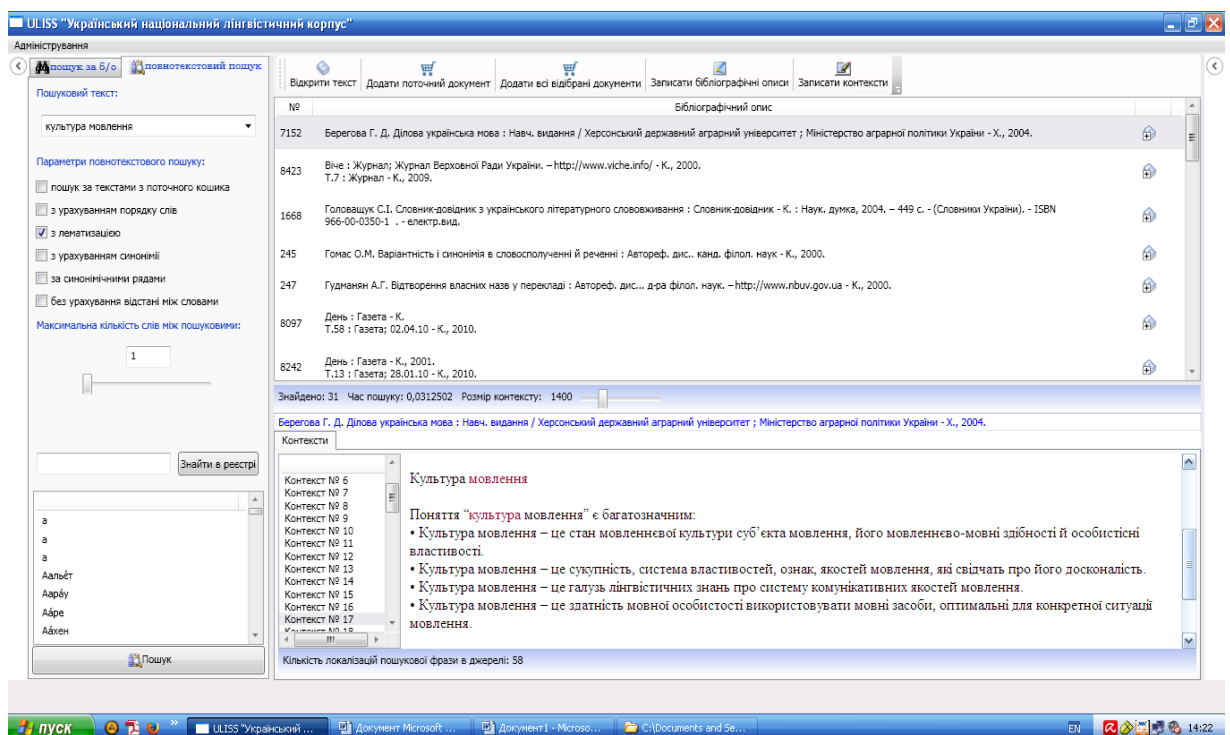 ULISS "Український національний лінгвістичний корпус"
Адміністрування
пошук за б/о
повнотекстовий пошук
Пошуковий текст:
культура мовлення
Параметри повнотекстового пошуку:
пошук за текстами з поточного кошика
з урахуванням порядку слів
з лематизацією
з урахуванням синонімії
за синонімічними рядами
без урахування відстані між словами
Максимальна кількість слів між пошуковими:
1
Знайти в реєстрі
а
а
а
Аальéт
Аарáу
Аáре
Аáхен
Пошук
Відкрити текст
Додати поточний документ
Додати всі відібрані документи
Записати бібліографічні описи
Записати контексти
№ Бібліографічний опис
7152 Берегова Г. Д. Ділова українська мова : Навч. видання / Херсонський державний аграрний університет ; Міністерство аграрної політики України - Х., 2004.
8423 Віче : Журнал; Журнал Верховної Ради України. –http://www.viche.info/ - К., 2000.
Т.7 : Журнал - К., 2009.
1668 Головащук С.І. Словник-довідник з українського літературного слововживання : Словник-довідник - К. : Наук. думка, 2004. – 449 с. - (Словники України). - ISBN
966-00-0350-1 . - електр.вид.
245 Гомас О.М. Варіантність і синонімія в словосполученні й реченні : Автореф. дис.. канд. філол. наук - К., 2000.
247 Гудманян А.Г. Відтворення власних назв у перекладі : Автореф. дис... д-ра філол. наук. –http://www.nbuv.gov.ua - К., 2000.
8097 День : Газета - К.
Т.58 : Газета; 02.04.10 - К., 2010.
8242 День : Газета - К., 2001.
Т.13 : Газета; 28.01.10 - К., 2010.
Знайдено: 31 Час пошуку: 0,0312502 Розмір контексту: 1400
Берегова Г. Д. Ділова українська мова : Навч. видання / Херсонський державний аграрний університет ; Міністерство аграрної політики України - Х., 2004.
Контексти
Контекст № 6
Контекст № 7
Контекст № 8
Контекст № 9
Контекст № 10
Контекст № 11
Контекст № 12
Контекст № 13
Контекст № 14
Контекст № 15
Контекст № 16
Контекст № 17
Контекст № 18
Культура мовлення
Поняття “культура мовлення” є багатозначним:
• Культура мовлення – це стан мовленнєвої культури суб’єкта мовлення, його мовленнєво-мовні здібності й особистісні
властивості.
• Культура мовлення – це сукупність, система властивостей, ознак, якостей мовлення, які свідчать про його досконалість.
• Культура мовлення – це галузь лінгвістичних знань про систему комунікативних якостей мовлення.
• Культура мовлення – це здатність мовної особистості використовувати мовні засоби, оптимальні для конкретної ситуації
мовлення.
Кількість локалізацій пошукової фрази в джерелі: 58
пуск
ULISS "Український ...
Документ Microsoft ...
Документ1 - Microso...
C:\Documents and Se...
EN
14:22